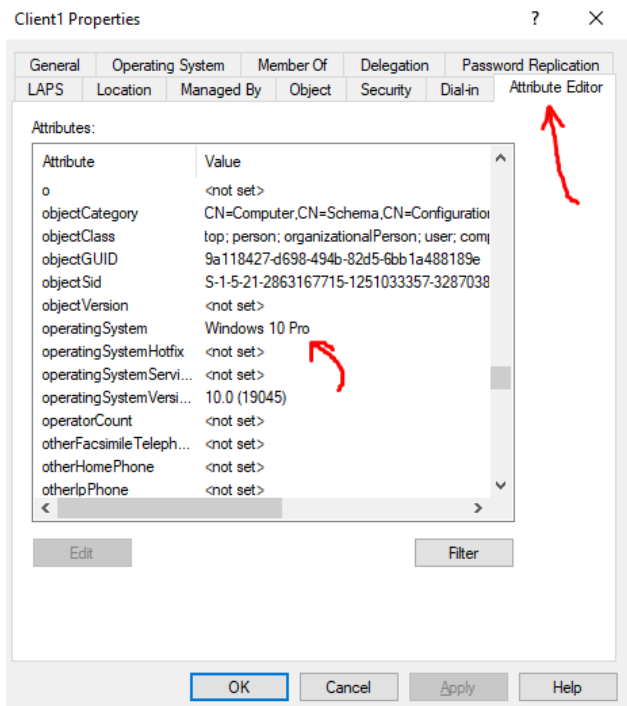 Client1 Properties ? ×
General Operating System Member Of Delegation Password Replication
LAPS Location Managed By Object Security Dial-in Attribute Editor
Attributes:
Attribute Value
o <not set>
objectCategory CN=Computer,CN=Schema,CN=Configuration
objectClass top; person; organizationalPerson; user; comp
objectGUID 9a118427-d698-494b-82d5-6bb1a488189e
objectSid S-1-5-21-2863167715-1251033357-3287038
objectVersion <not set>
operatingSystem Windows 10 Pro
operatingSystemHotfix <not set>
operatingSystemServi... <not set>
operatingSystemVersi... 10.0 (19045)
operatorCount <not set>
otherFacsimileTeleph... <not set>
otherHomePhone <not set>
otherIpPhone <not set>
Edit Filter
OK Cancel Apply Help